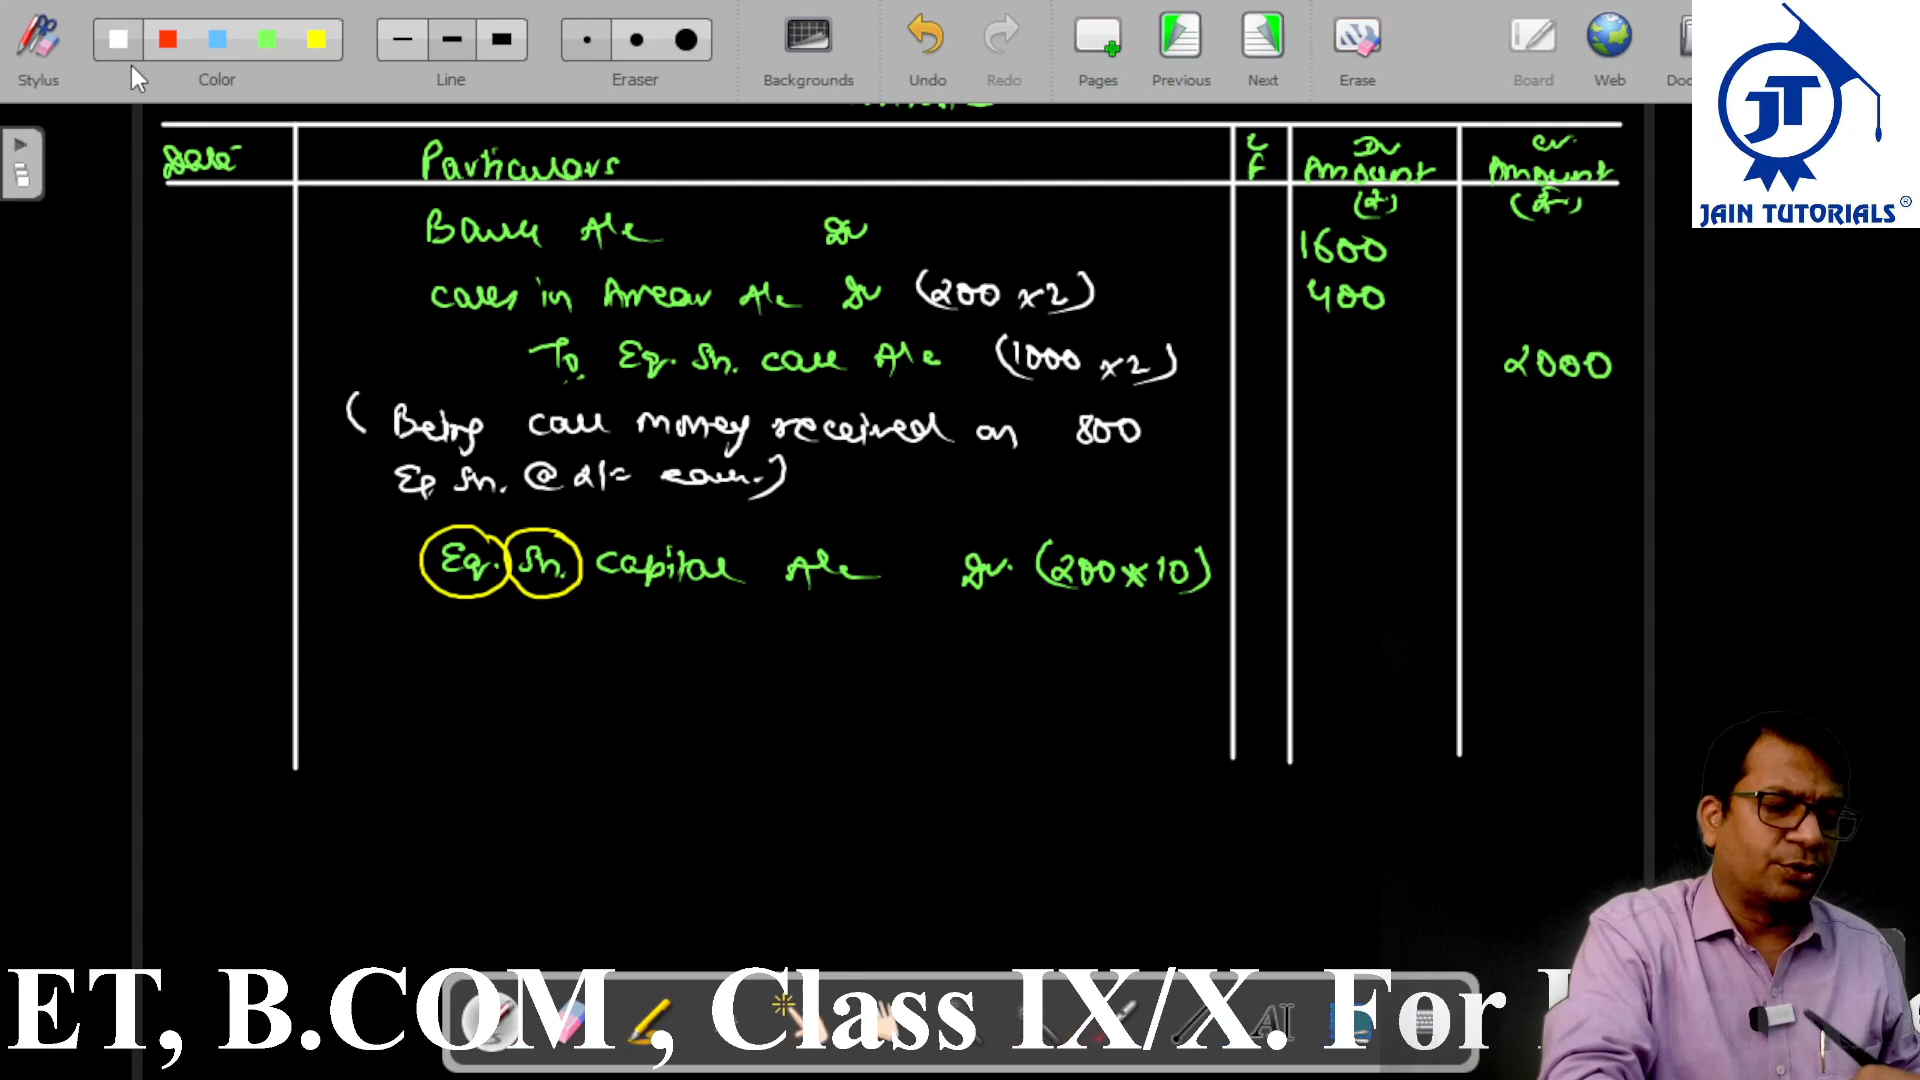 Stylus
Color
Line
Eraser
Backgrounds
Undo
Redo
Pages
Previous
Next
Erase
Board
Web
JT
JAIN TUTORIALS®
Date Particulars L F Dr Amount (₹) Cr. Amount (₹)
Bank A/c Dr 1600
Calls in Arrear A/c Dr (200 x 2) 400
To Eq. Sh. Call A/c (1000 x 2) 2000
(Being call money received on 800
Eq Sh. @ 2/= each.)
Eq. Sh. Capital A/c Dr. (200 x 10)
ET, B.COM , Class IX/X. For